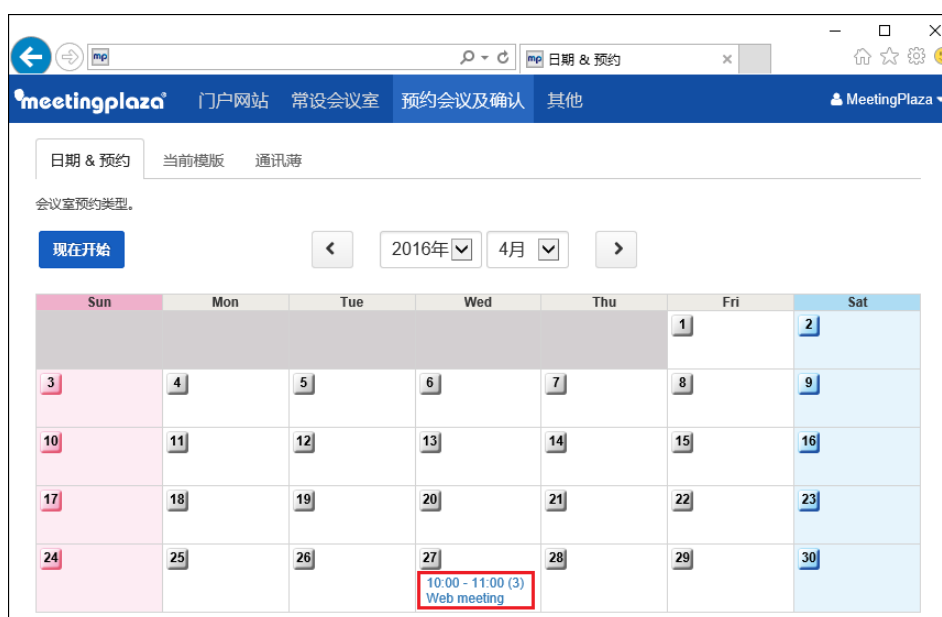 mp 日期 & 预约
meetingplaza 门户网站 常设会议室 预约会议及确认 其他 MeetingPlaza
日期 & 预约 当前模版 通讯薄
会议室预约类型。
现在开始 2016年 4月
Sun Mon Tue Wed Thu Fri Sat
1 2
3 4 5 6 7 8 9
10 11 12 13 14 15 16
17 18 19 20 21 22 23
24 25 26 27 28 29 30
10:00 - 11:00 (3)
Web meeting